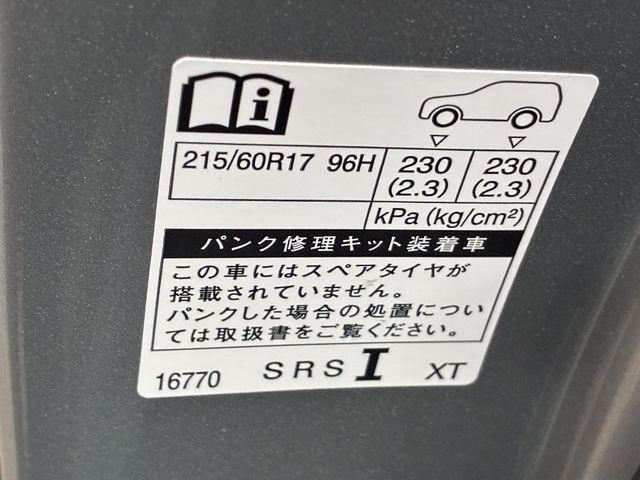 215/60R17 96H 230 (2.3) 230 (2.3)
kPa (kg/cm²)
パンク修理キット装着車
この車にはスペアタイヤが
搭載されていません。
パンクした場合の処置につい
ては取扱書をご覧ください。
16770 SRS I XT